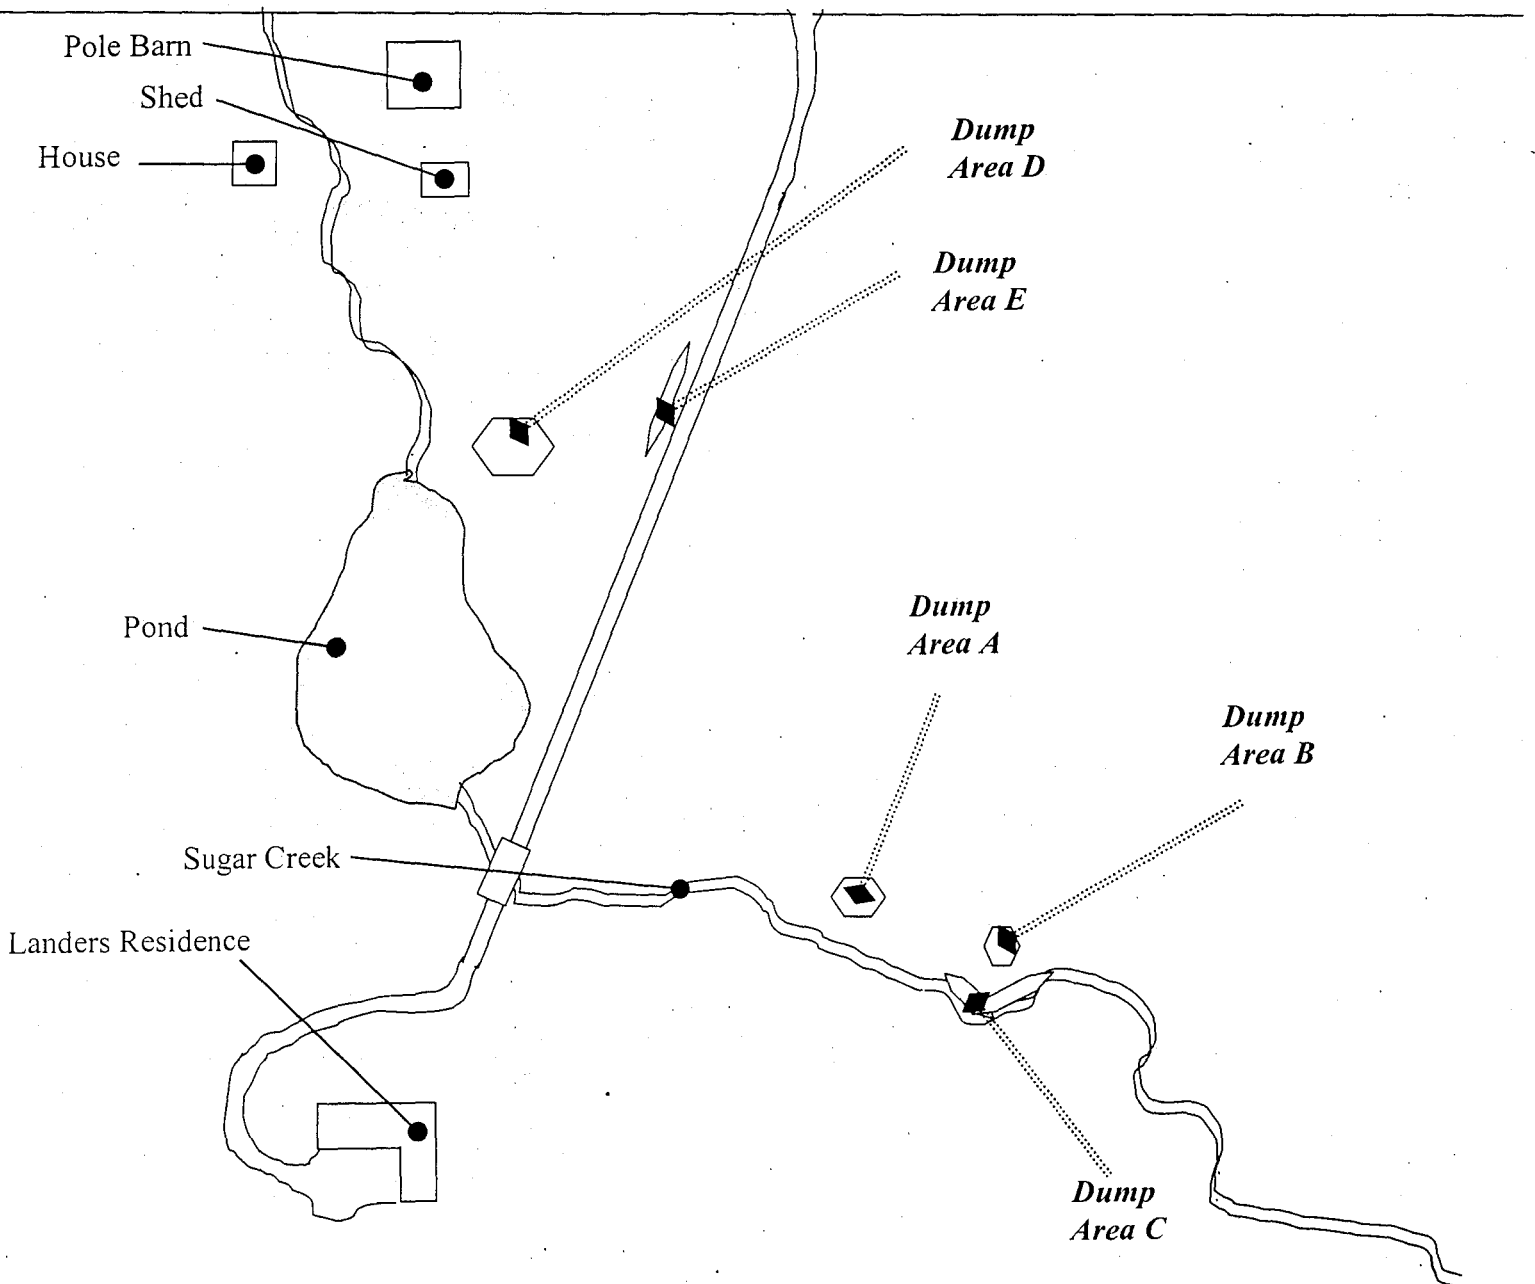 Pole Barn
Shed
House
Dump
Area D
Dump
Area E
Pond
Dump
Area A
Dump
Area B
Sugar Creek
Landers Residence
Dump
Area C